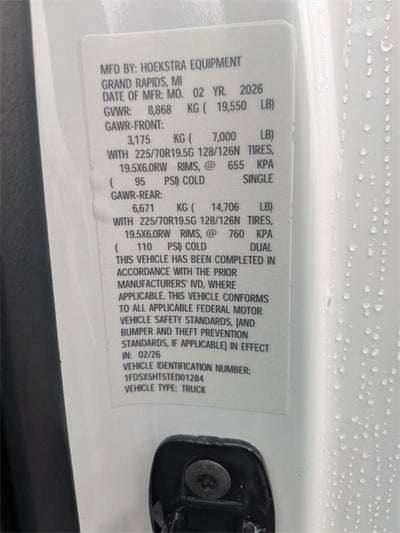 MFD BY: HOEKSTRA EQUIPMENT
GRAND RAPIDS, MI
DATE OF MFR: MO. 02 YR. 2026
GVWR: 8,868 KG ( 19,550 LB)
GAWR-FRONT:
3,175 KG ( 7,000 LB)
WITH 225/70R19.5G 128/126N TIRES,
19.5X6.0RW RIMS, @ 655 KPA
( 95 PSI) COLD SINGLE
GAWR-REAR:
6,671 KG ( 14,706 LB)
WITH 225/70R19.5G 128/126N TIRES,
19.5X6.0RW RIMS, @ 760 KPA
( 110 PSI) COLD DUAL
THIS VEHICLE HAS BEEN COMPLETED IN
ACCORDANCE WITH THE PRIOR
MANUFACTURERS' IVD, WHERE
APPLICABLE. THIS VEHICLE CONFORMS
TO ALL APPLICABLE FEDERAL MOTOR
VEHICLE SAFETY STANDARDS, [AND
BUMPER AND THEFT PREVENTION
STANDARDS, IF APPLICABLE] IN EFFECT
IN: 02/26
VEHICLE IDENTIFICATION NUMBER:
1FDSX5HT5TED01284
VEHICLE TYPE: TRUCK